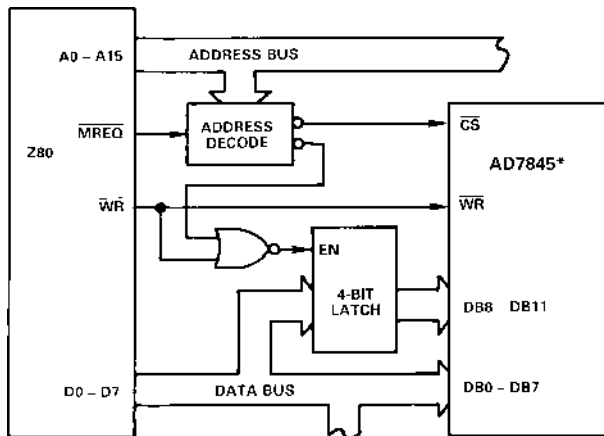 A0 – A15
ADDRESS BUS
MREQ
ADDRESS
DECODE
CS
Z80
AD7845*
WR
WR
EN
4-BIT
LATCH
DB8 DB11
D0 – D7
DATA BUS
DB0 – DB7